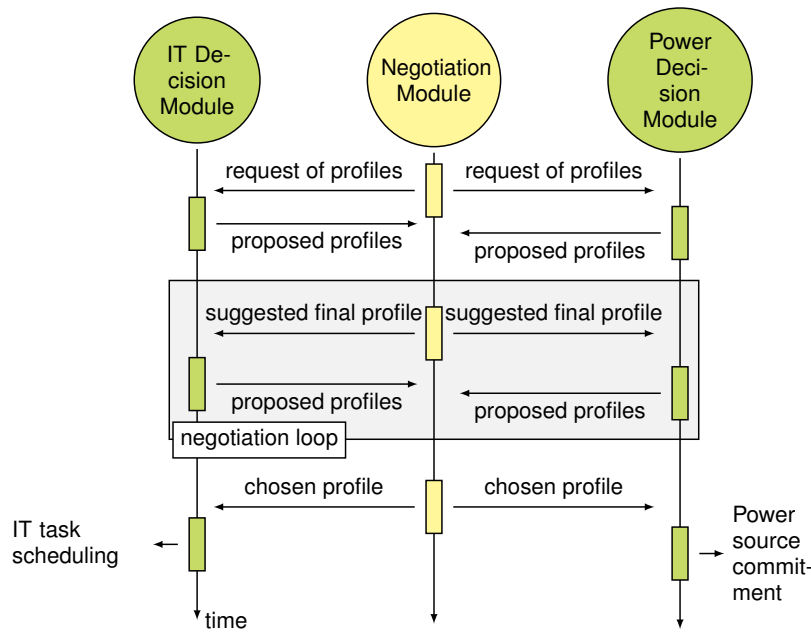 IT De-
cision
Module
Negotiation
Module
Power
Deci-
sion
Module
request of profiles
request of profiles
proposed profiles
proposed profiles
suggested final profile
suggested final profile
proposed profiles
proposed profiles
negotiation loop
chosen profile
chosen profile
IT task
scheduling
Power
source
commit-
ment
time